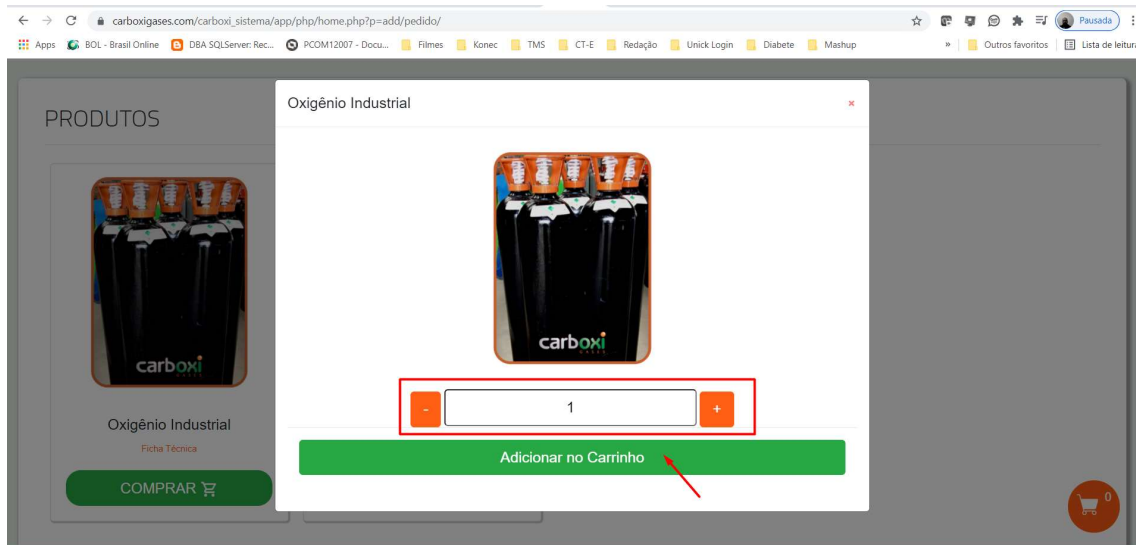 carboxigases.com/carboxi_sistema/app/php/home.php?p=add/pedido/
Pausada
Apps BOL - Brasil Online DBA SQLServer: Rec... PCOM12007 - Docu... Filmes Konec TMS CT-E Redação Unick Login Diabete Mashup » Outros favoritos Lista de leitura
PRODUTOS
Oxigênio Industrial
carboxi
GASES
- 1 +
Adicionar no Carrinho
carboxi
Oxigênio Industrial
Ficha Técnica
COMPRAR
0